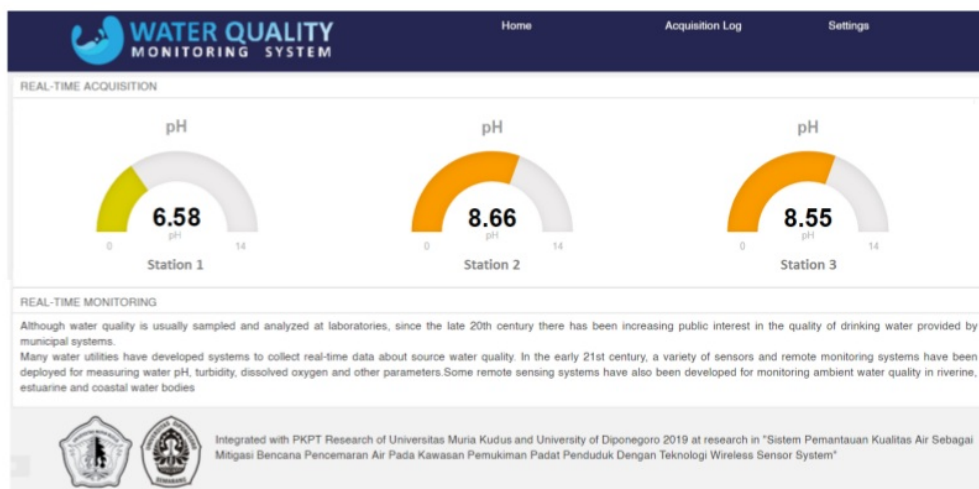 WATER QUALITY
MONITORING SYSTEM
Home
Acquisition Log
Settings
REAL-TIME ACQUISITION
pH
pH
pH
6.58
pH
0
14
Station 1
8.66
pH
0
14
Station 2
8.55
pH
0
14
Station 3
REAL-TIME MONITORING
Although water quality is usually sampled and analyzed at laboratories, since the late 20th century there has been increasing public interest in the quality of drinking water provided by
municipal systems.
Many water utilities have developed systems to collect real-time data about source water quality. In the early 21st century, a variety of sensors and remote monitoring systems have been
deployed for measuring water pH, turbidity, dissolved oxygen and other parameters.Some remote sensing systems have also been developed for monitoring ambient water quality in riverine,
estuarine and coastal water bodies
Integrated with PKPT Research of Universitas Muria Kudus and University of Diponegoro 2019 at research in "Sistem Pemantauan Kualitas Air Sebagai
Mitigasi Bencana Pencemaran Air Pada Kawasan Pemukiman Padat Penduduk Dengan Teknologi Wireless Sensor System"
SEMARANG